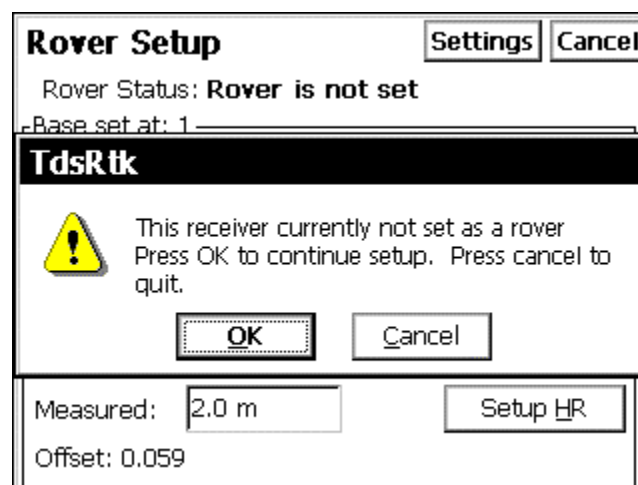 Rover Setup Settings Cancel
Rover Status: Rover is not set
Base set at: 1
TdsRtk
This receiver currently not set as a rover
Press OK to continue setup. Press cancel to
quit.
OK Cancel
Measured: 2.0 m Setup HR
Offset: 0.059